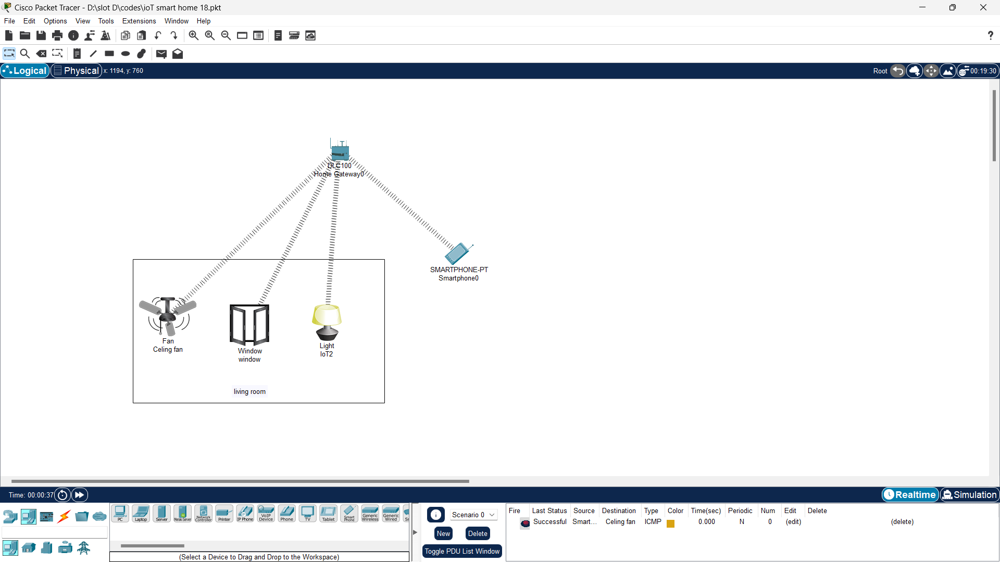 Cisco Packet Tracer - D:\slot D\codes\ioT smart home 18.pkt
File Edit Options View Tools Extensions Window Help
Logical Physical x: 1194, y: 760 Root 00:19:30
DLC100
Home Gateway0
SMARTPHONE-PT
Smartphone0
Fan
Celing fan
Window
window
Light
IoT2
living room
Time: 00:00:37 Realtime Simulation
PC Laptop Server Meraki Server Network Controller Printer IP Phone VoIP Device Phone TV Tablet Smart Phone Generic Wireless Generic Wired
(Select a Device to Drag and Drop to the Workspace)
Scenario 0
New Delete
Toggle PDU List Window
Fire Last Status Source Destination Type Color Time(sec) Periodic Num Edit Delete
Successful Smart... Celing fan ICMP 0.000 N 0 (edit) (delete)